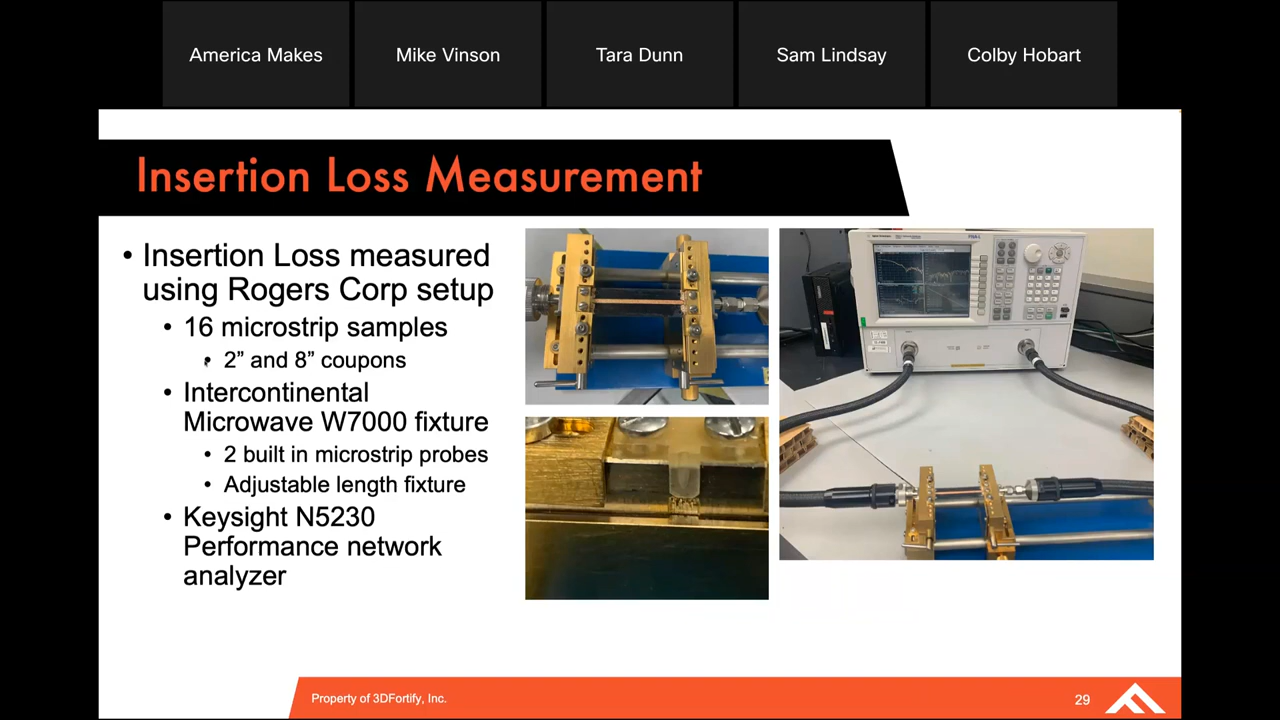 America Makes
Mike Vinson
Tara Dunn
Sam Lindsay
Colby Hobart
Insertion Loss Measurement
• Insertion Loss measured
using Rogers Corp setup
• 16 microstrip samples
• 2” and 8” coupons
• Intercontinental
Microwave W7000 fixture
• 2 built in microstrip probes
• Adjustable length fixture
• Keysight N5230
Performance network
analyzer
Property of 3DFortify, Inc.
29